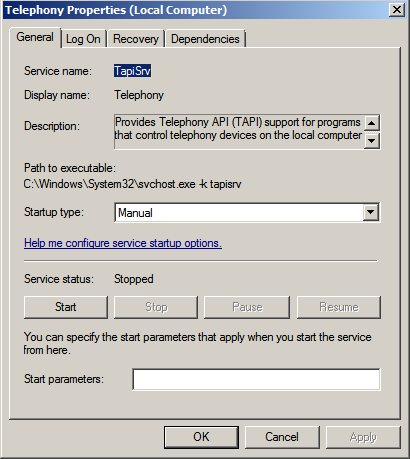 Telephony Properties (Local Computer)
General Log On Recovery Dependencies
Service name: TapiSrv
Display name: Telephony
Description: Provides Telephony API (TAPI) support for programs
that control telephony devices on the local computer
Path to executable:
C:\Windows\System32\svchost.exe -k tapisrv
Startup type: Manual
Help me configure service startup options.
Service status: Stopped
Start Stop Pause Resume
You can specify the start parameters that apply when you start the service
from here.
Start parameters:
OK Cancel Apply